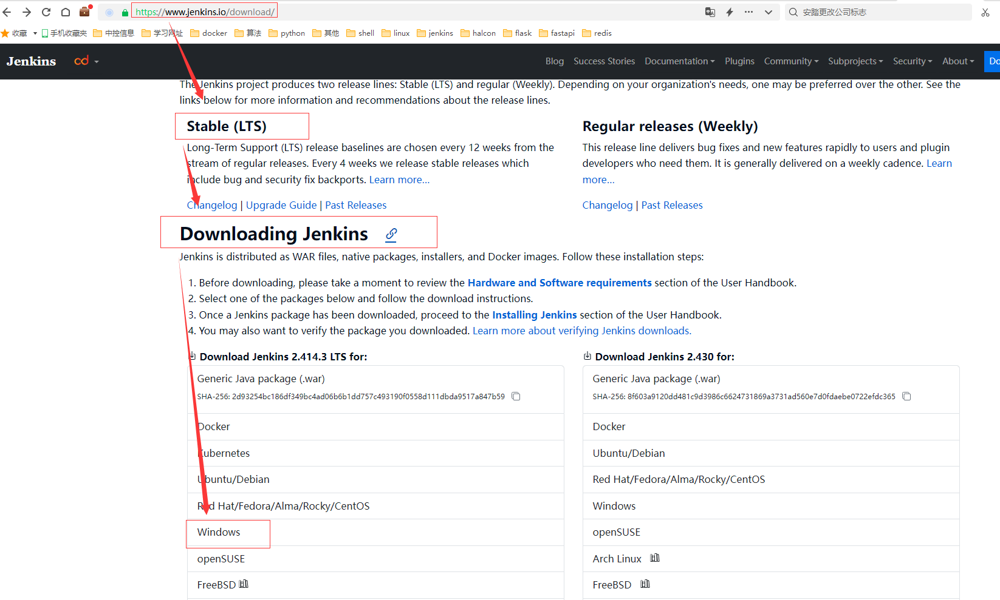 https://www.jenkins.io/download/
安踏更改公司标志
收藏 手机收藏夹 中控信息 学习网址 docker 算法 python 其他 shell linux jenkins halcon flask fastapi redis
Jenkins cd Blog Success Stories Documentation Plugins Community Subprojects Security About Do
The Jenkins project produces two release lines: Stable (LTS) and regular (Weekly). Depending on your organization's needs, one may be preferred over the other. See the
links below for more information and recommendations about the release lines.
Stable (LTS)
Long-Term Support (LTS) release baselines are chosen every 12 weeks from the
stream of regular releases. Every 4 weeks we release stable releases which
include bug and security fix backports. Learn more...
Changelog | Upgrade Guide | Past Releases
Regular releases (Weekly)
This release line delivers bug fixes and new features rapidly to users and plugin
developers who need them. It is generally delivered on a weekly cadence. Learn
more...
Changelog | Past Releases
Downloading Jenkins
Jenkins is distributed as WAR files, native packages, installers, and Docker images. Follow these installation steps:
1. Before downloading, please take a moment to review the Hardware and Software requirements section of the User Handbook.
2. Select one of the packages below and follow the download instructions.
3. Once a Jenkins package has been downloaded, proceed to the Installing Jenkins section of the User Handbook.
4. You may also want to verify the package you downloaded. Learn more about verifying Jenkins downloads.
Download Jenkins 2.414.3 LTS for:
Generic Java package (.war)
SHA-256: 2d93254bc186df349bc4ad06b6b1dd757c493190f0558d111dbda9517a847b59
Docker
Kubernetes
Ubuntu/Debian
Red Hat/Fedora/Alma/Rocky/CentOS
Windows
openSUSE
FreeBSD
Download Jenkins 2.430 for:
Generic Java package (.war)
SHA-256: 8f603a9120dd481c9d3986c6624731869a3731ad560e7d0fdaebe0722efdc365
Docker
Ubuntu/Debian
Red Hat/Fedora/Alma/Rocky/CentOS
Windows
openSUSE
Arch Linux
FreeBSD